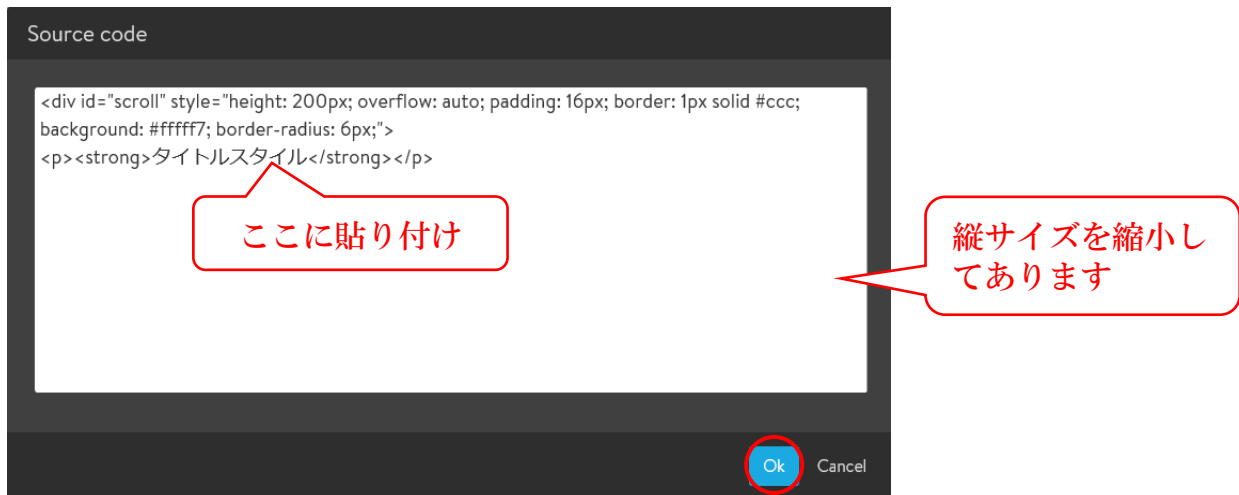 Source code
<div id="scroll" style="height: 200px; overflow: auto; padding: 16px; border: 1px solid #ccc;
background: #fffff7; border-radius: 6px;">
<p><strong>タイトルスタイル</strong></p>
ここに貼り付け
縦サイズを縮小し
てあります
Ok Cancel